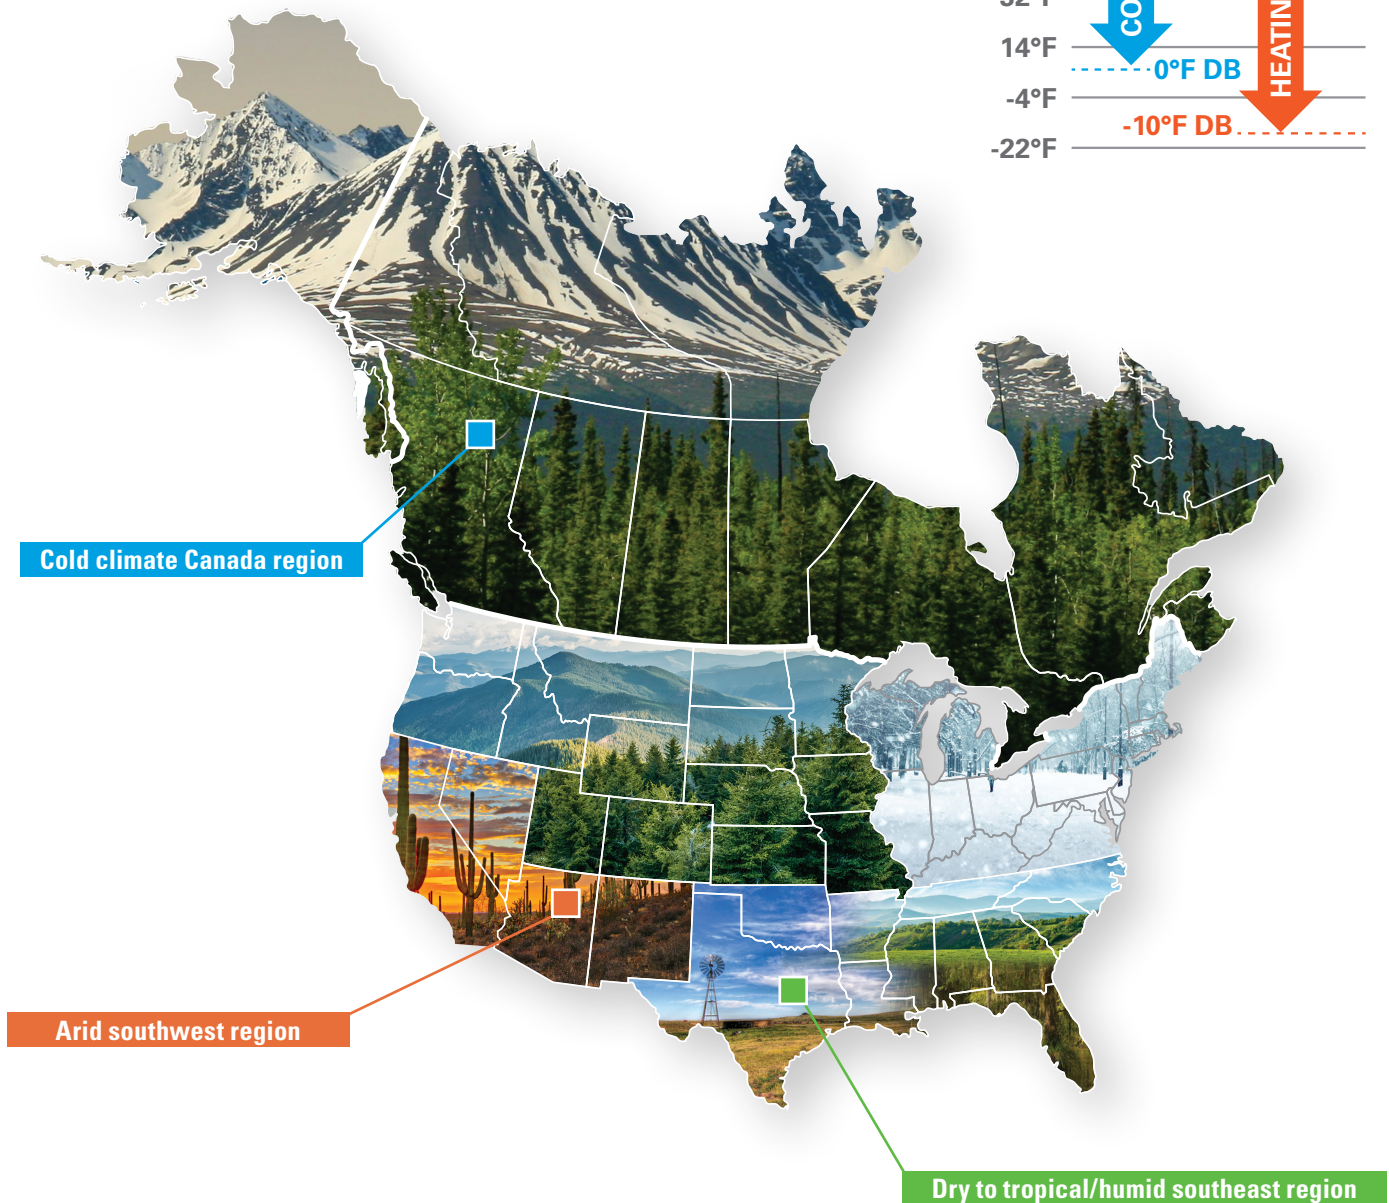 14°F
0°F DB
-4°F
HEATIN
-10°F DB
-22°F
Cold climate Canada region
Arid southwest region
Dry to tropical/humid southeast region